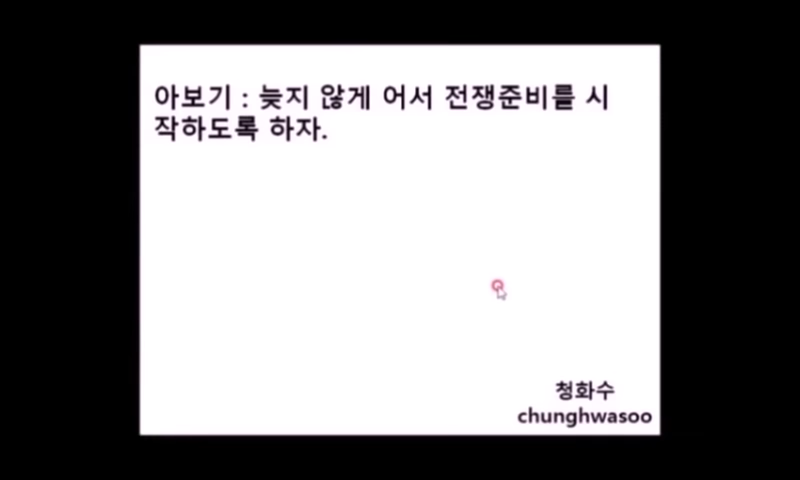 아보기 : 늦지 않게 어서 전쟁준비를 시
작하도록 하자.
청화수
chunghwasoo